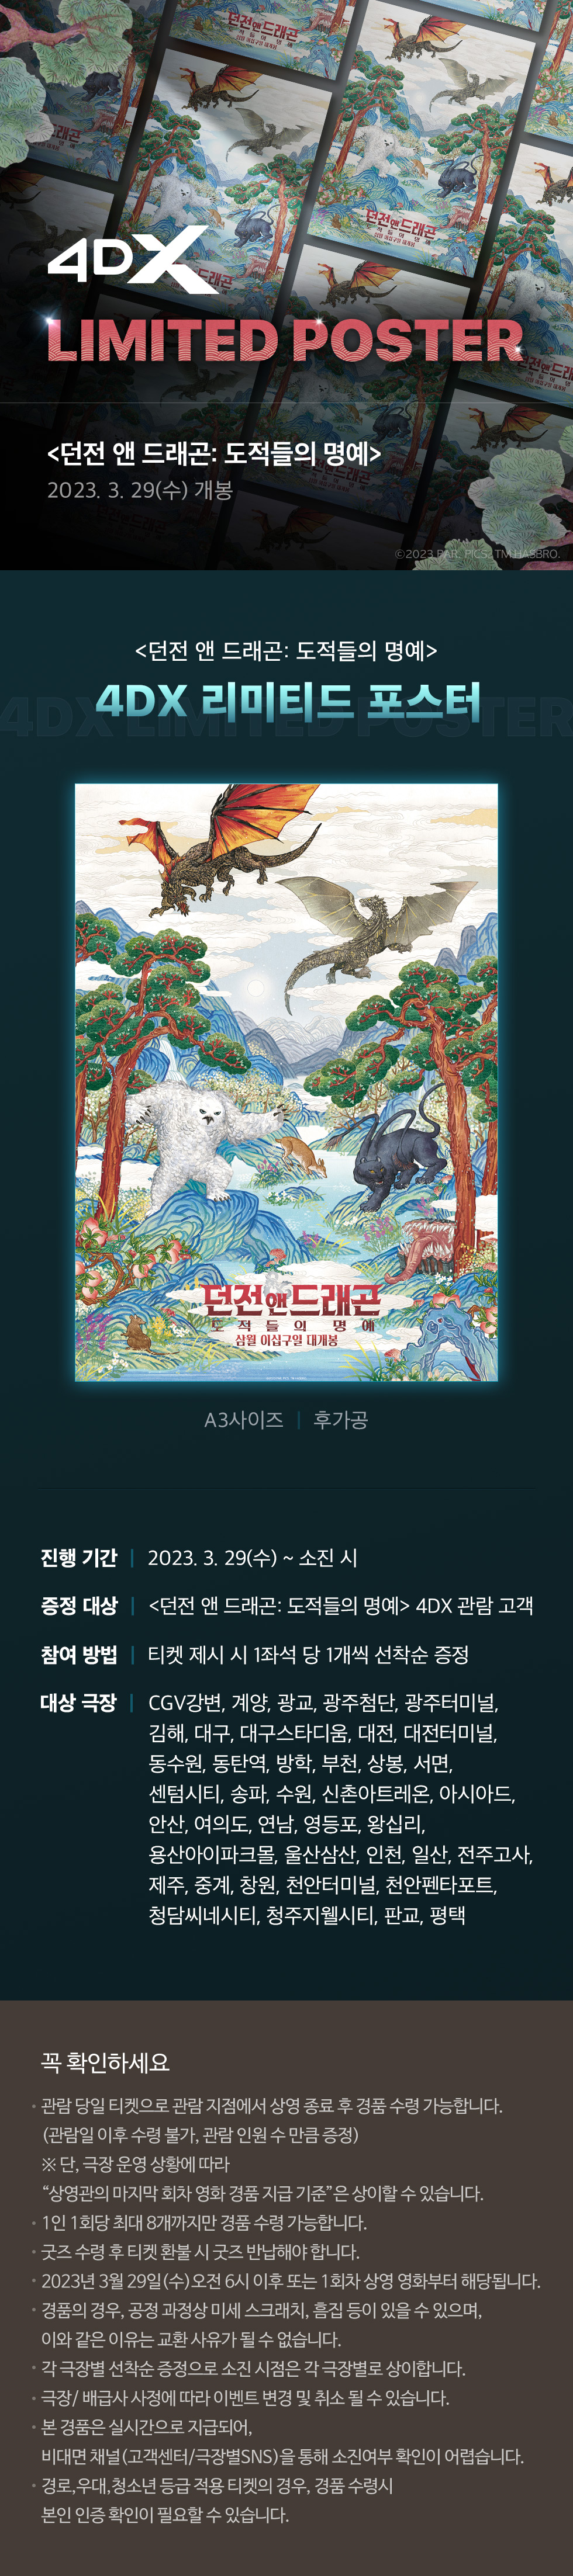 4DX
LIMITED POSTER
<던전 앤 드래곤: 도적들의 명예>
2023. 3. 29(수) 개봉
©2023 PAR. PICS. TM HASBRO.
<던전 앤 드래곤: 도적들의 명예>
4DX LIMITED POSTER
4DX 리미티드 포스터
던전앤드래곤
도적들의 명예
삼월 이십구일 대개봉
A3사이즈 | 후가공
진행 기간 | 2023. 3. 29(수) ~ 소진 시
증정 대상 | <던전 앤 드래곤: 도적들의 명예> 4DX 관람 고객
참여 방법 | 티켓 제시 시 1좌석 당 1개씩 선착순 증정
대상 극장 | CGV강변, 계양, 광교, 광주첨단, 광주터미널,
김해, 대구, 대구스타디움, 대전, 대전터미널,
동수원, 동탄역, 방학, 부천, 상봉, 서면,
센텀시티, 송파, 수원, 신촌아트레온, 아시아드,
안산, 여의도, 연남, 영등포, 왕십리,
용산아이파크몰, 울산삼산, 인천, 일산, 전주고사,
제주, 중계, 창원, 천안터미널, 천안펜타포트,
청담씨네시티, 청주지웰시티, 판교, 평택
꼭 확인하세요
• 관람 당일 티켓으로 관람 지점에서 상영 종료 후 경품 수령 가능합니다.
(관람일 이후 수령 불가, 관람 인원 수 만큼 증정)
※ 단, 극장 운영 상황에 따라
“상영관의 마지막 회차 영화 경품 지급 기준”은 상이할 수 있습니다.
• 1인 1회당 최대 8개까지만 경품 수령 가능합니다.
• 굿즈 수령 후 티켓 환불 시 굿즈 반납해야 합니다.
• 2023년 3월 29일(수)오전 6시 이후 또는 1회차 상영 영화부터 해당됩니다.
• 경품의 경우, 공정 과정상 미세 스크래치, 흠집 등이 있을 수 있으며,
이와 같은 이유는 교환 사유가 될 수 없습니다.
• 각 극장별 선착순 증정으로 소진 시점은 각 극장별로 상이합니다.
• 극장/ 배급사 사정에 따라 이벤트 변경 및 취소 될 수 있습니다.
• 본 경품은 실시간으로 지급되어,
비대면 채널(고객센터/극장별SNS)을 통해 소진여부 확인이 어렵습니다.
• 경로,우대,청소년 등급 적용 티켓의 경우, 경품 수령시
본인 인증 확인이 필요할 수 있습니다.